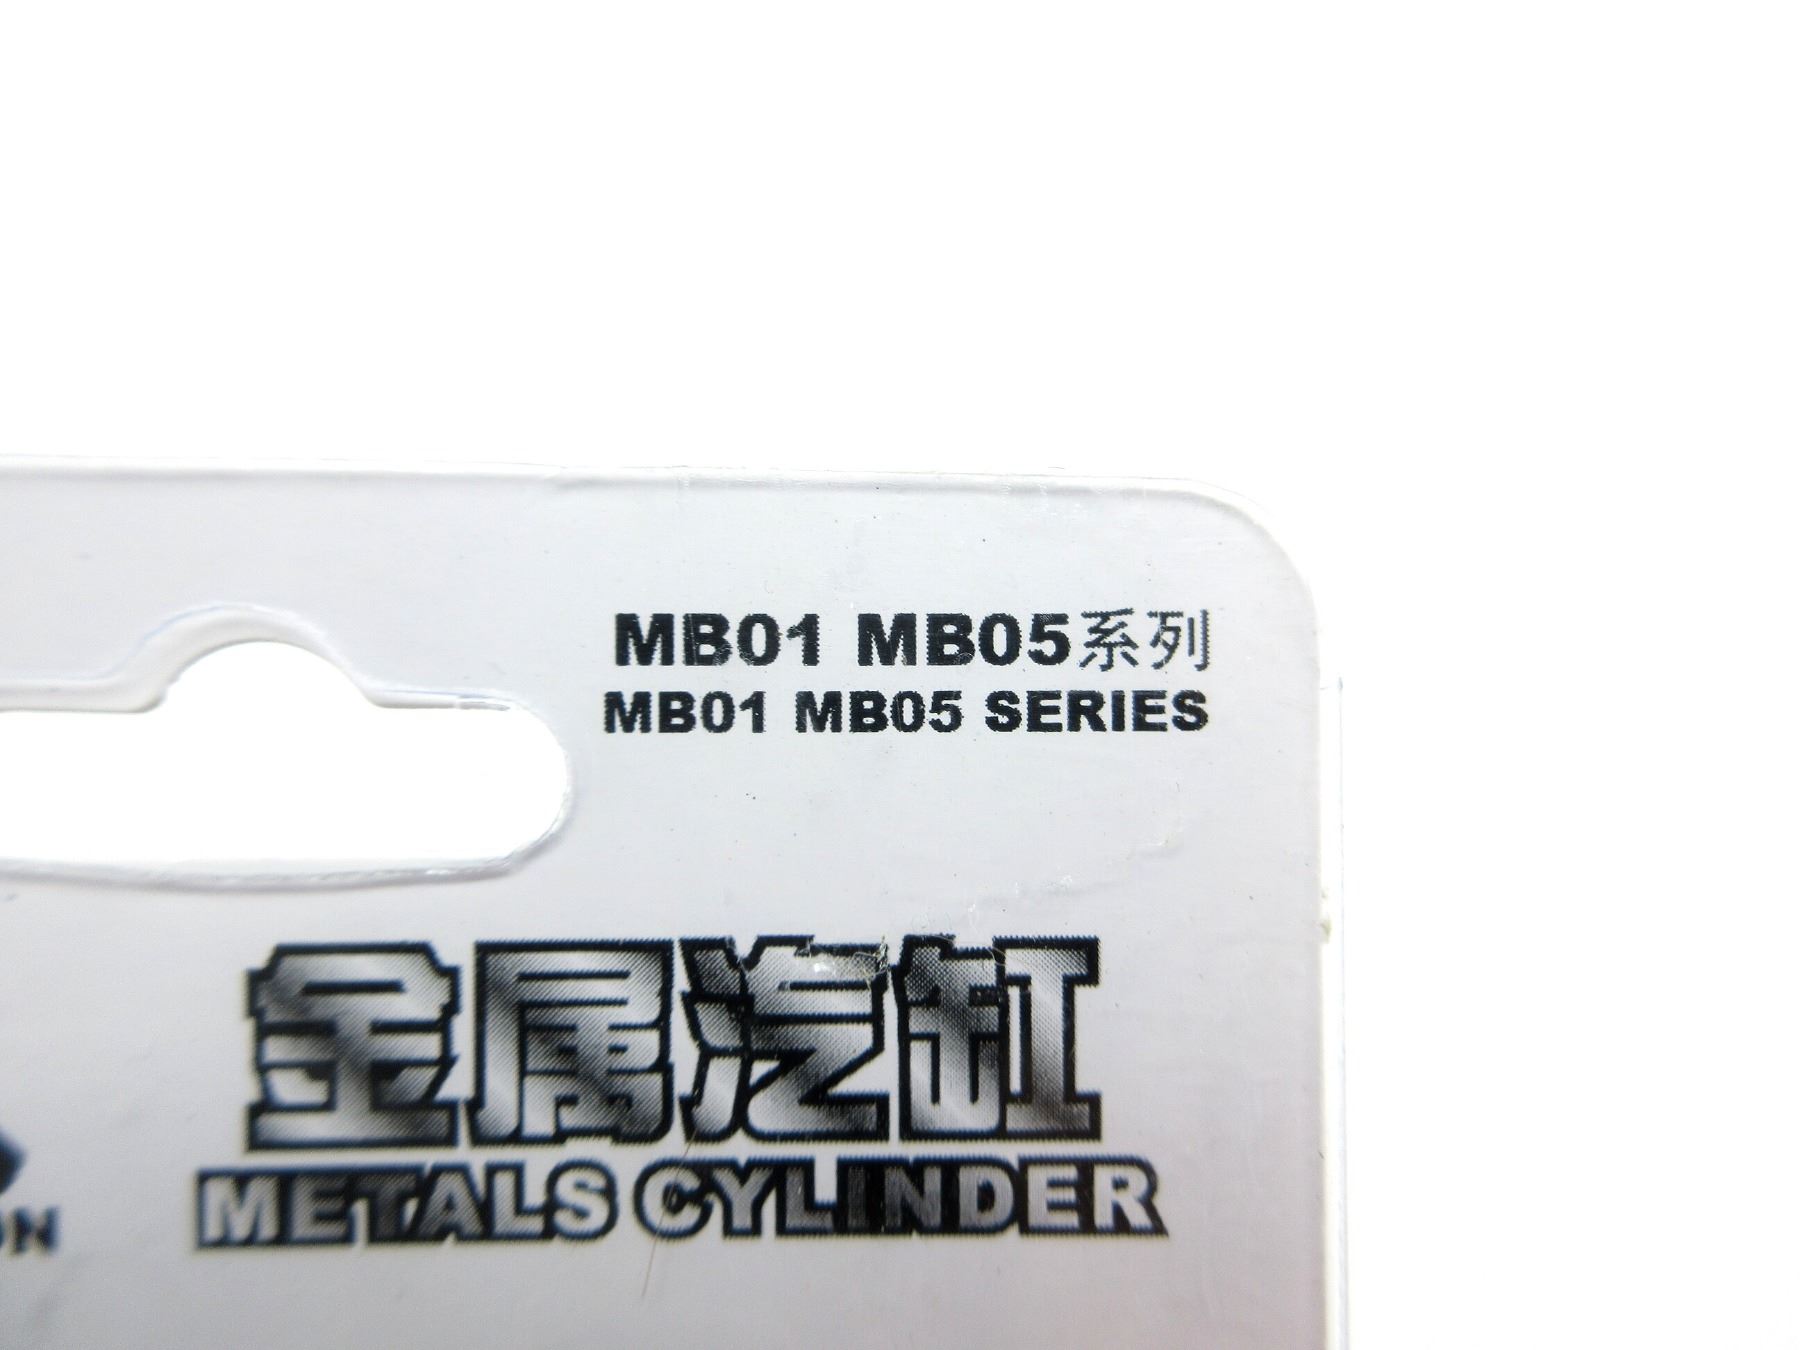 MB01 MB05系列
MB01 MB05 SERIES
金属汽缸
METALS CYLINDER